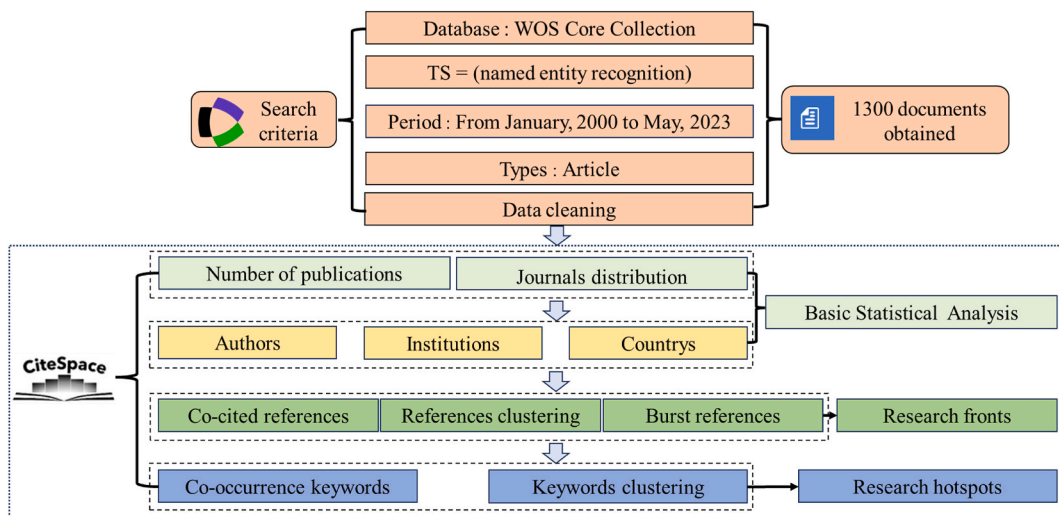 Database : WOS Core Collection
TS = (named entity recognition)
Search
criteria
Period : From January, 2000 to May, 2023
1300 documents
obtained
Types : Article
Data cleaning
Number of publications
Journals distribution
Basic Statistical Analysis
Authors
Institutions
Countrys
CiteSpace
Co-cited references
References clustering
Burst references
Research fronts
Co-occurrence keywords
Keywords clustering
Research hotspots